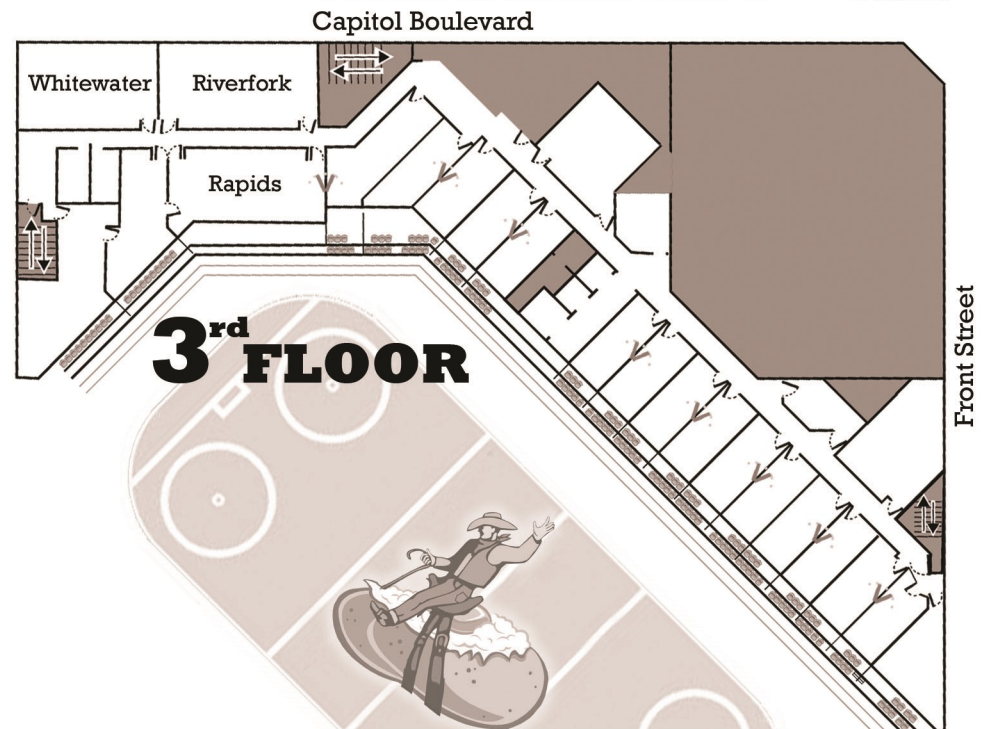 Capitol Boulevard
Whitewater
Riverfork
Rapids
3rd FLOOR
Front Street